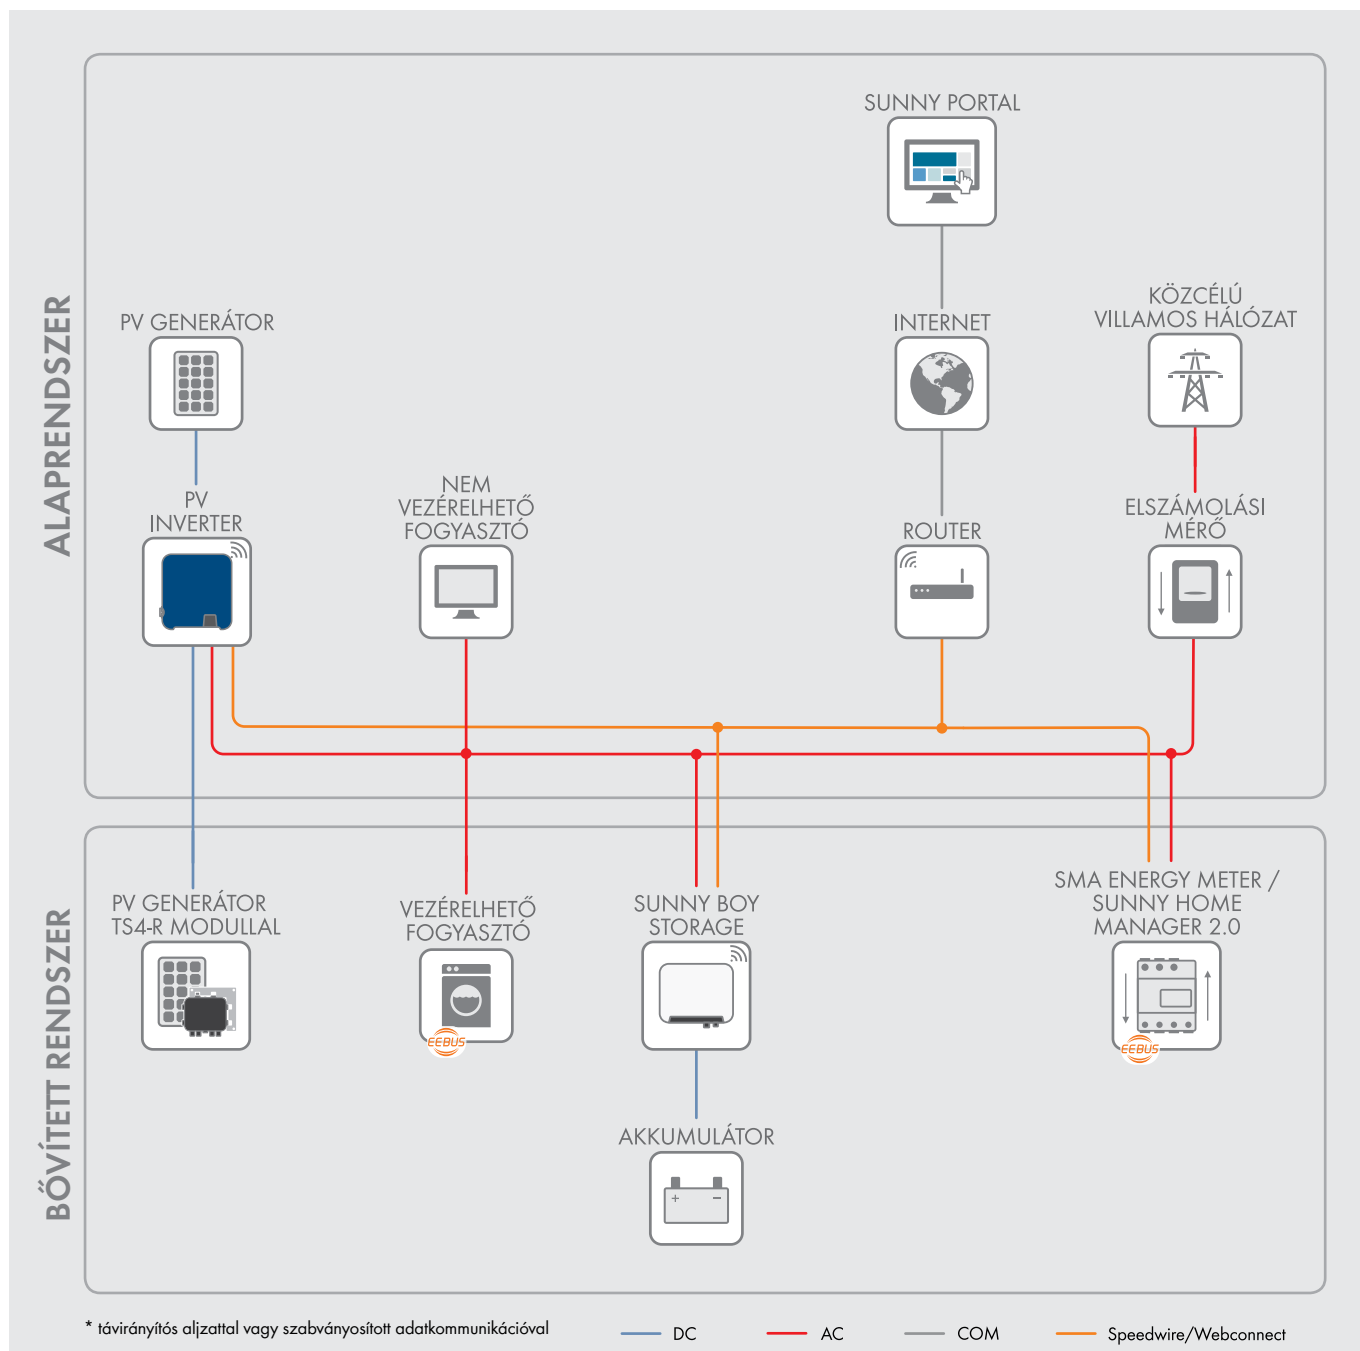 ALAPRENDSZER
SUNNY PORTAL
PV GENERÁTOR
INTERNET
KÖZCÉLÚ
VILLAMOS HÁLÓZAT
PV
INVERTER
NEM
VEZÉRELHETŐ
FOGYASZTÓ
ROUTER
ELSZÁMOLÁSI
MÉRŐ
BŐVÍTETT RENDSZER
PV GENERÁTOR
TS4-R MODULLAL
VEZÉRELHETŐ
FOGYASZTÓ
EEBUS
SUNNY BOY
STORAGE
SMA ENERGY METER /
SUNNY HOME
MANAGER 2.0
EEBUS
AKKUMULÁTOR
+ −
* távirányítós aljzattal vagy szabványosított adatkommunikációval
DC
AC
COM
Speedwire/Webconnect